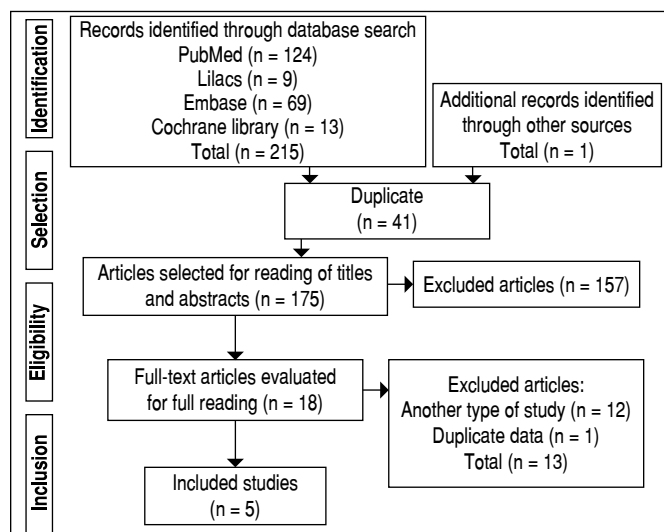 Identification
Records identified through database search
PubMed (n = 124)
Lilacs (n = 9)
Embase (n = 69)
Cochrane library (n = 13)
Total (n = 215)
Additional records identified
through other sources
Total (n = 1)
Selection
Duplicate
(n = 41)
Articles selected for reading of titles
and abstracts (n = 175)
Excluded articles (n = 157)
Eligibility
Full-text articles evaluated
for full reading (n = 18)
Excluded articles:
Another type of study (n = 12)
Duplicate data (n = 1)
Total (n = 13)
Inclusion
Included studies
(n = 5)